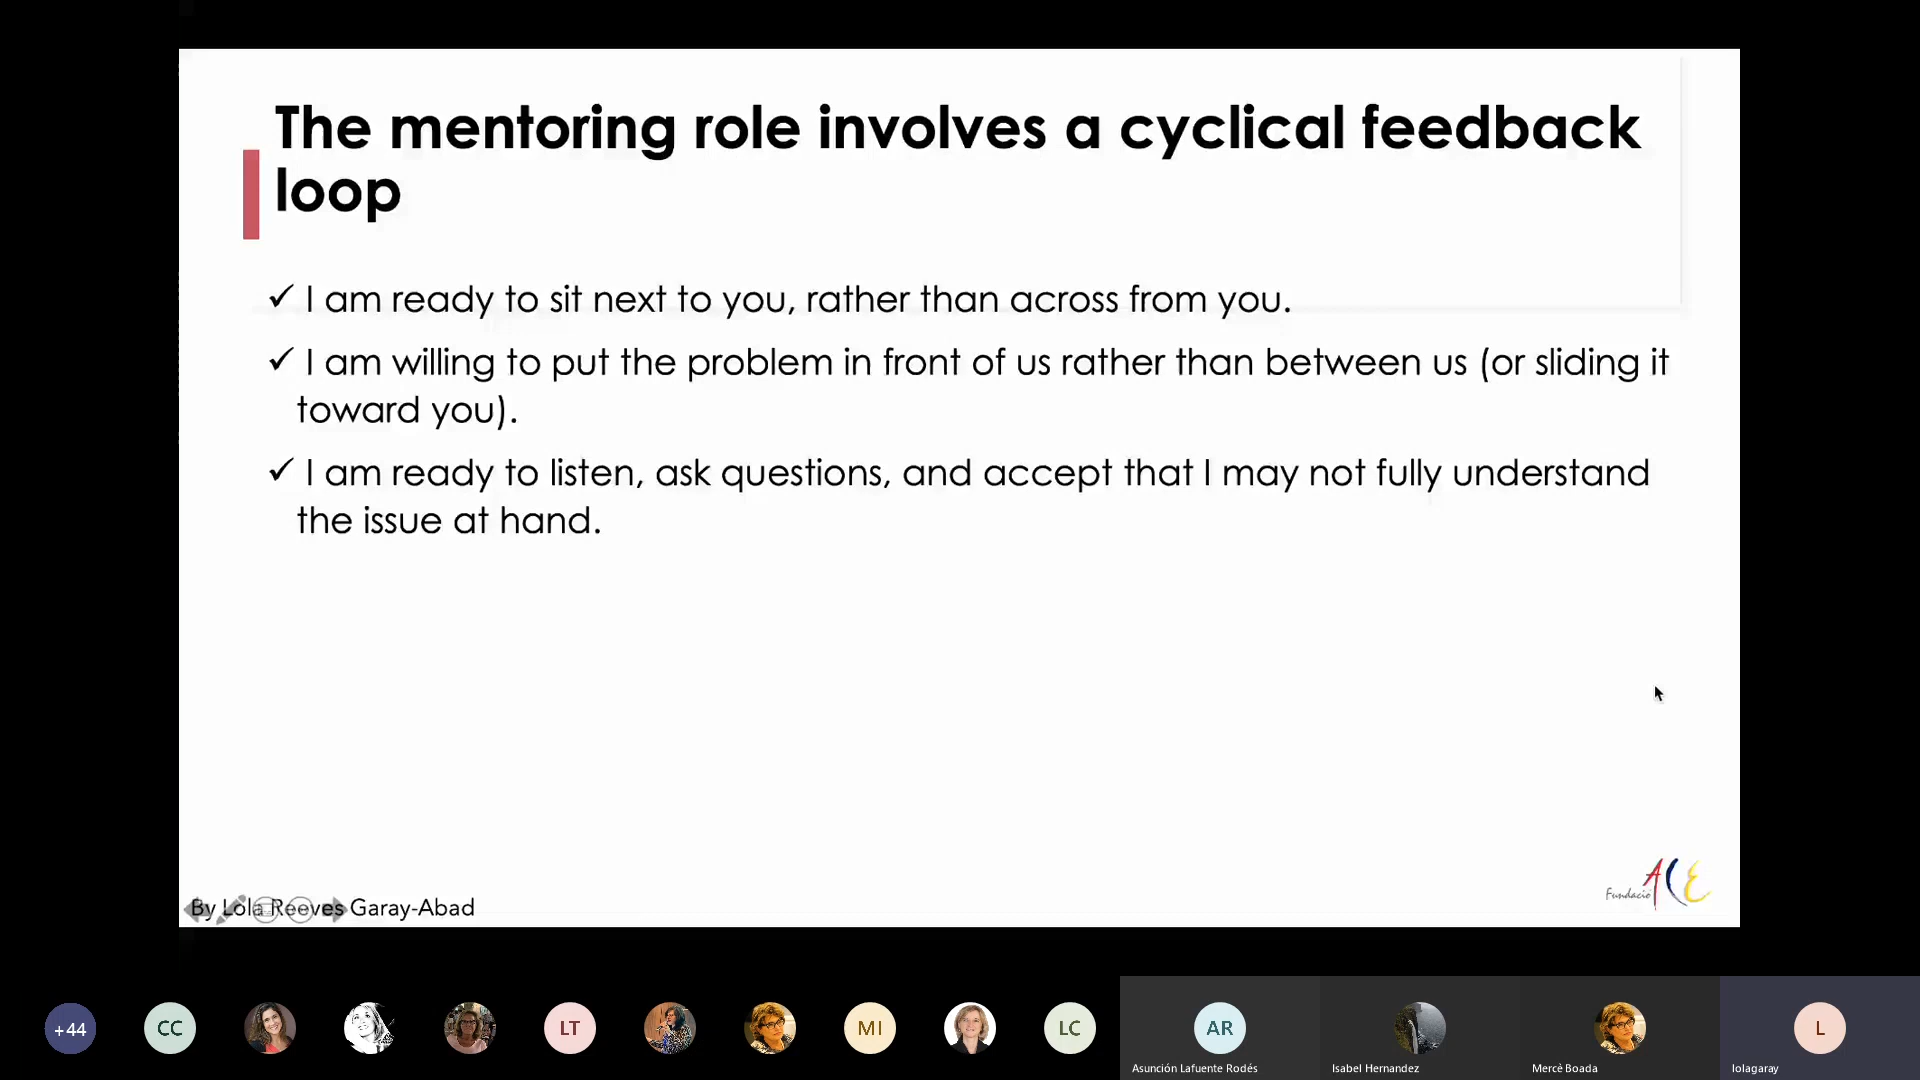 The mentoring role involves a cyclical feedback
loop
✓ I am ready to sit next to you, rather than across from you.
✓ I am willing to put the problem in front of us rather than between us (or sliding it
toward you).
✓ I am ready to listen, ask questions, and accept that I may not fully understand
the issue at hand.
By Lola Reeves Garay-Abad
Fundació ACE
+44
CC
LT
MI
LC
AR
L
Asunción Lafuente Rodés
Isabel Hernandez
Mercè Boada
lolagaray